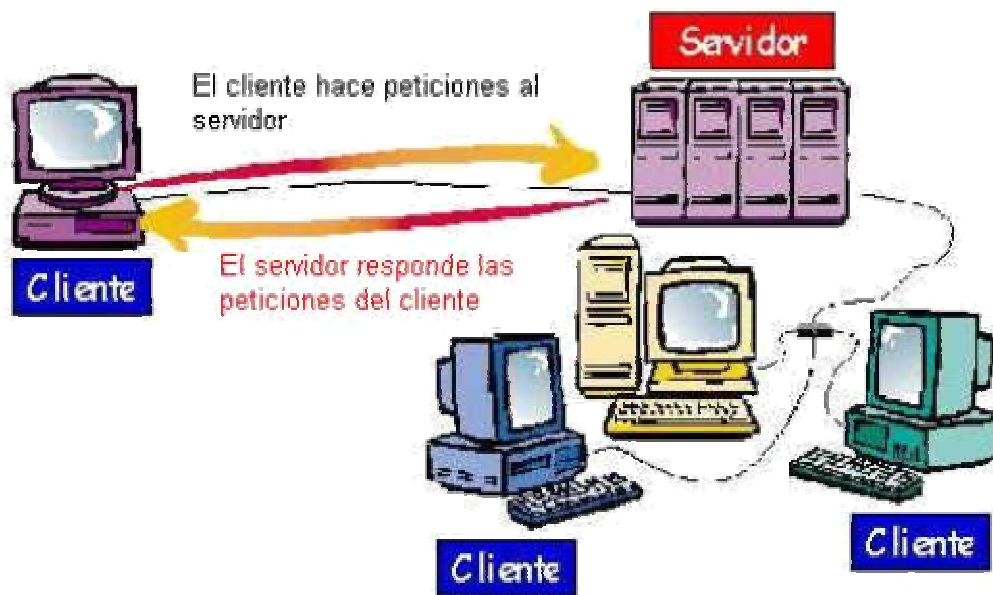 Servidor
El cliente hace peticiones al
servidor
El servidor responde las
peticiones del cliente
Cliente
Cliente
Cliente